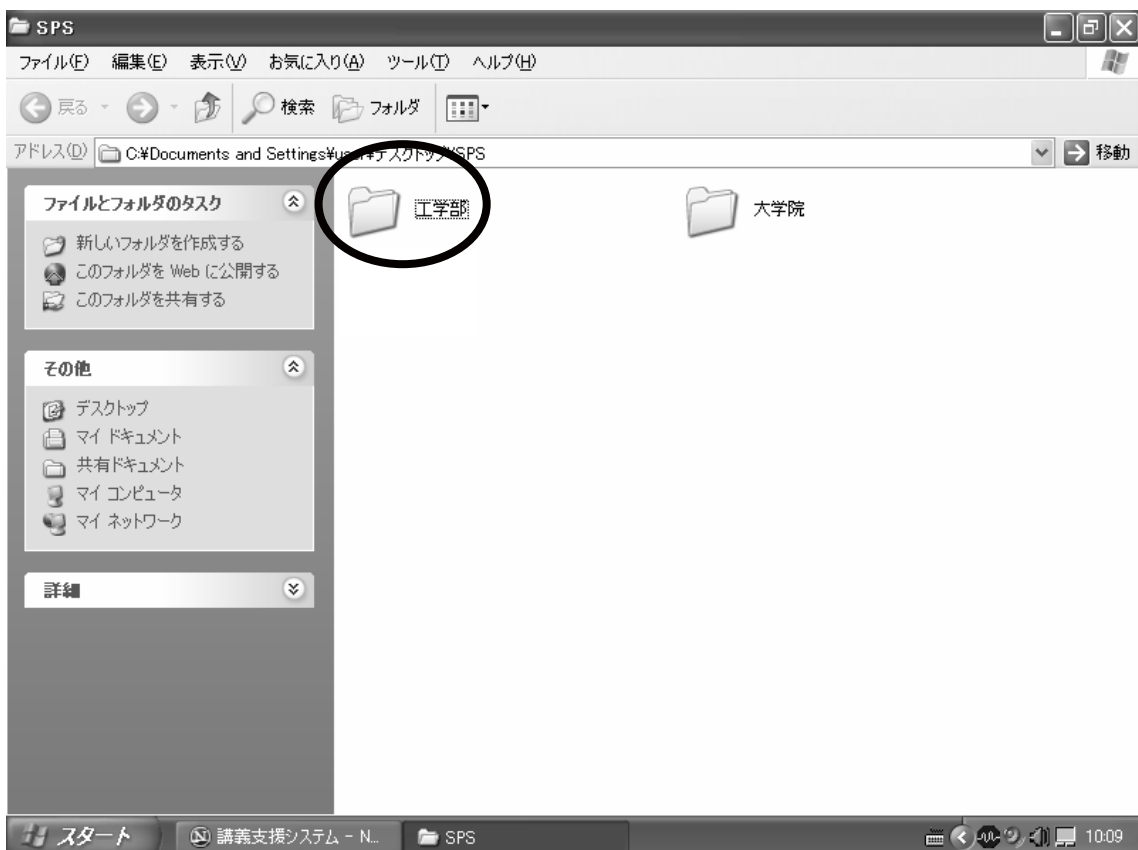 SPS
ファイル(F) 編集(E) 表示(V) お気に入り(A) ツール(T) ヘルプ(H)
戻る 検索 フォルダ
アドレス(D) C:¥Documents and Settings¥user¥デスクトップ¥SPS 移動
ファイルとフォルダのタスク
新しいフォルダを作成する
このフォルダを Web に公開する
このフォルダを共有する
工学部 大学院
その他
デスクトップ
マイ ドキュメント
共有ドキュメント
マイ コンピュータ
マイ ネットワーク
詳細
スタート 講義支援システム - N... SPS 10:09